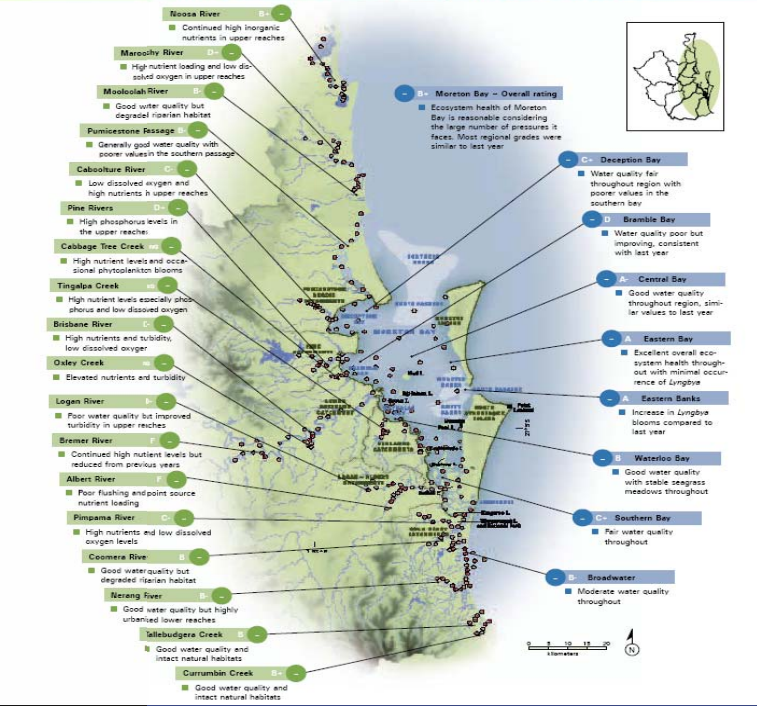 Noosa River B+ –
Continued high inorganic
nutrients in upper reaches
Maroochy River D+ –
High nutrient loading and low dis-
solved oxygen in upper reaches
Mooloolah River B- –
Good water quality but
degraded riparian habitat
Pumicestone Passage –
Generally good water quality with
poorer values in the southern passage
Caboolture River C- –
Low dissolved oxygen and
high nutrients in upper reaches
Pine Rivers D+ –
High phosphorus levels in
the upper reaches
Cabbage Tree Creek –
High nutrient levels and occa-
sional phytoplankton blooms
Tingalpa Creek –
High nutrient levels especially phos-
phorus and low dissolved oxygen
Brisbane River –
High nutrients and turbidity,
low dissolved oxygen
Oxley Creek –
Elevated nutrients and turbidity
Logan River –
Poor water quality but improved
turbidity in upper reaches
Bremer River F –
Continued high nutrient levels but
reduced from previous years
Albert River F –
Poor flushing and point source
nutrient loading
Pimpama River C- –
High nutrients and low dissolved
oxygen levels
Coomera River B –
Good water quality but
degraded riparian habitat
Nerang River B- –
Good water quality but highly
urbanised lower reaches
Tallebudgera Creek B –
Good water quality and
intact natural habitats
Currumbin Creek B+ –
Good water quality and
intact natural habitats
– B+ Moreton Bay – Overall rating
Ecosystem health of Moreton
Bay is reasonable considering
the large number of pressures it
faces. Most regional grades were
similar to last year
– C+ Deception Bay
Water quality fair
throughout region with
poorer values in the
southern bay
– D Bramble Bay
Water quality poor but
improving, consistent
with last year
– A- Central Bay
Good water quality
throughout region, simi-
lar values to last year
– A Eastern Bay
Excellent overall eco-
system health through-
out with minimal occur-
rence of Lyngbya
– A Eastern Banks
Increase in Lyngbya
blooms compared to
last year
– B Waterloo Bay
Good water quality
with stable seagrass
meadows throughout
– C+ Southern Bay
Fair water quality
throughout
– B- Broadwater
Moderate water quality
throughout
MORETON BAY
Mud I.
Point
Lookout
0 5 10 15
kilometers
N